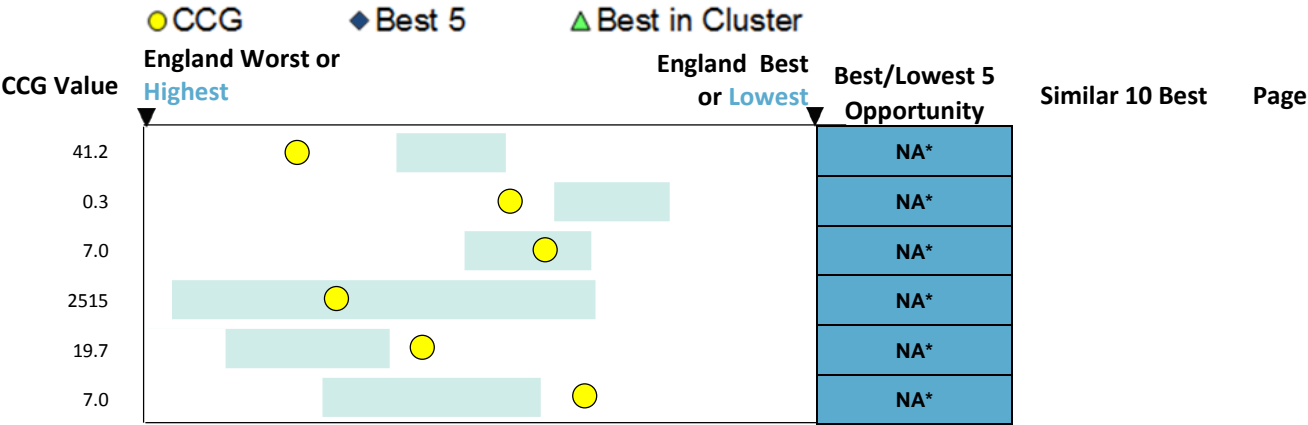 CCG Best 5 Best in Cluster
England Worst or
Highest
England Best
or Lowest
CCG Value
Best/Lowest 5
Opportunity
Similar 10 Best
Page
41.2 NA*
0.3 NA*
7.0 NA*
2515 NA*
19.7 NA*
7.0 NA*